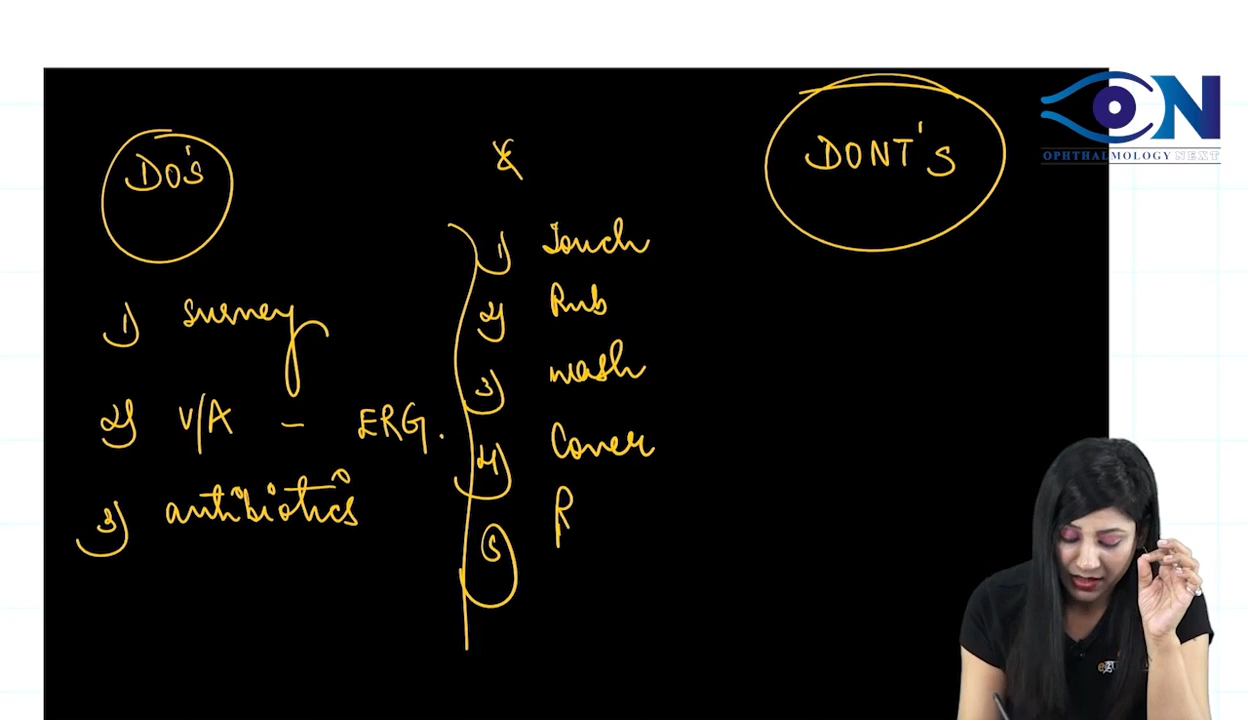 DO'S & DONT'S
1) survey
2) V/A - ERG.
3) antibiotics
1) Touch
2) Rub
3) wash
4) Cover
5) R
ON
OPHTHALMOLOGY NEXT